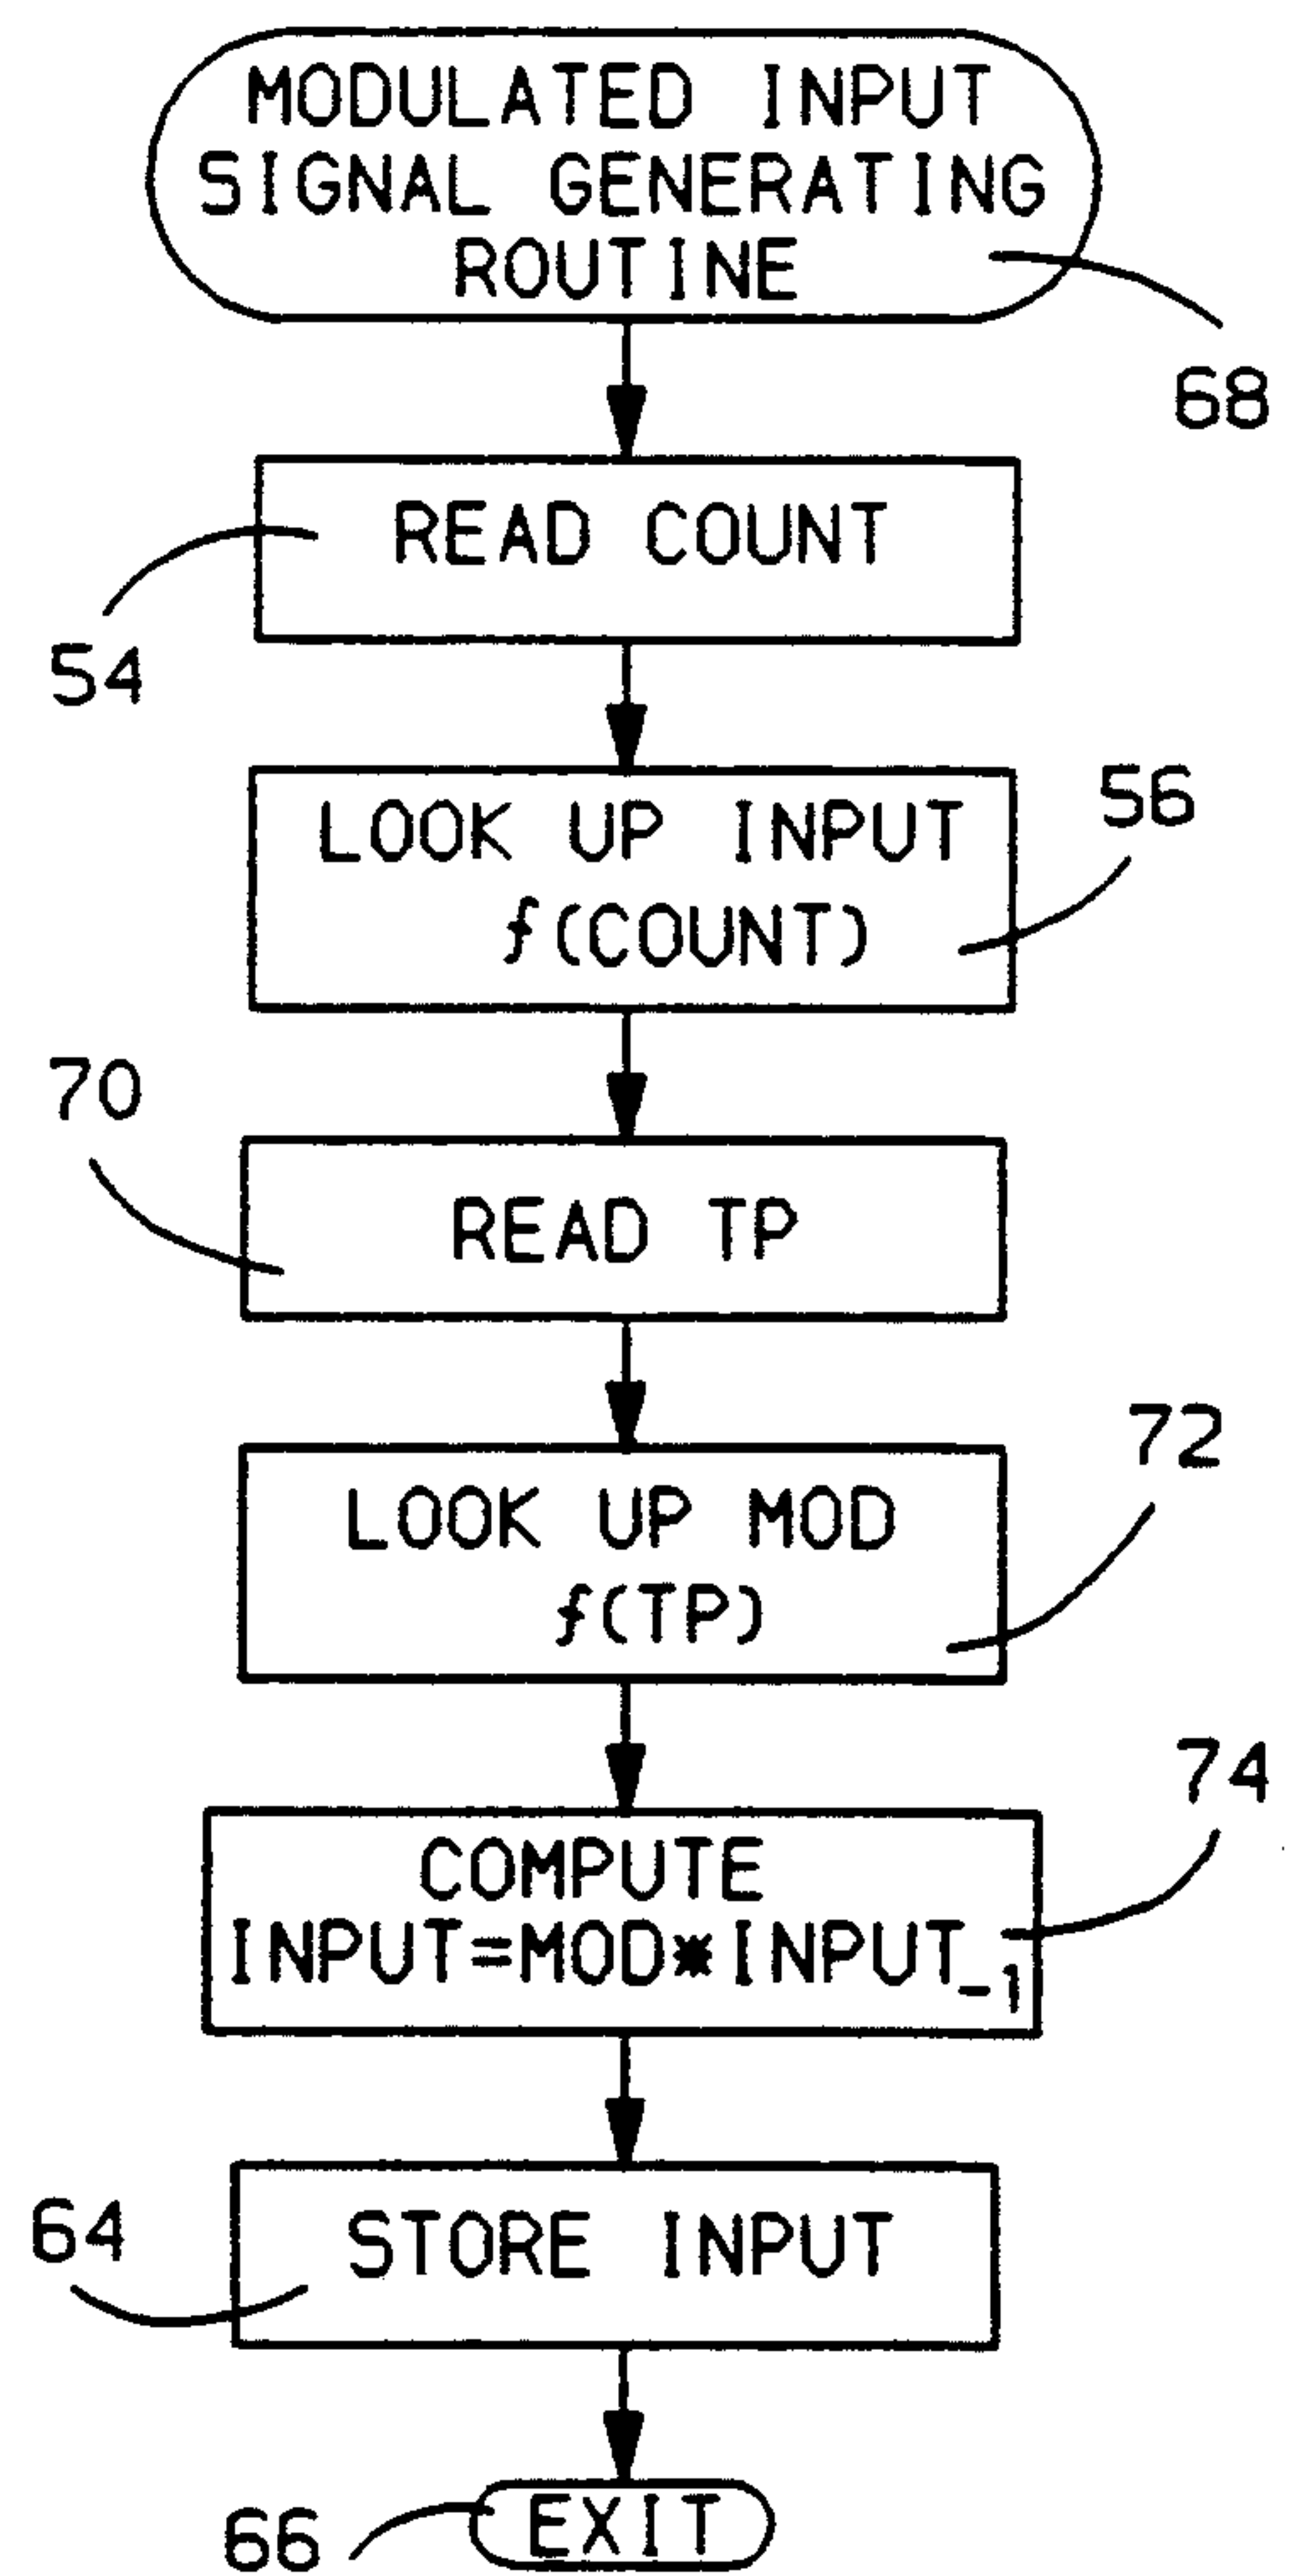 MODULATED INPUT
SIGNAL GENERATING
ROUTINE
68
READ COUNT
54
LOOK UP INPUT
f(COUNT)
56
70
READ TP
LOOK UP MOD
f(TP)
72
74
COMPUTE
INPUT=MOD*INPUT_-1
64
STORE INPUT
66
EXIT